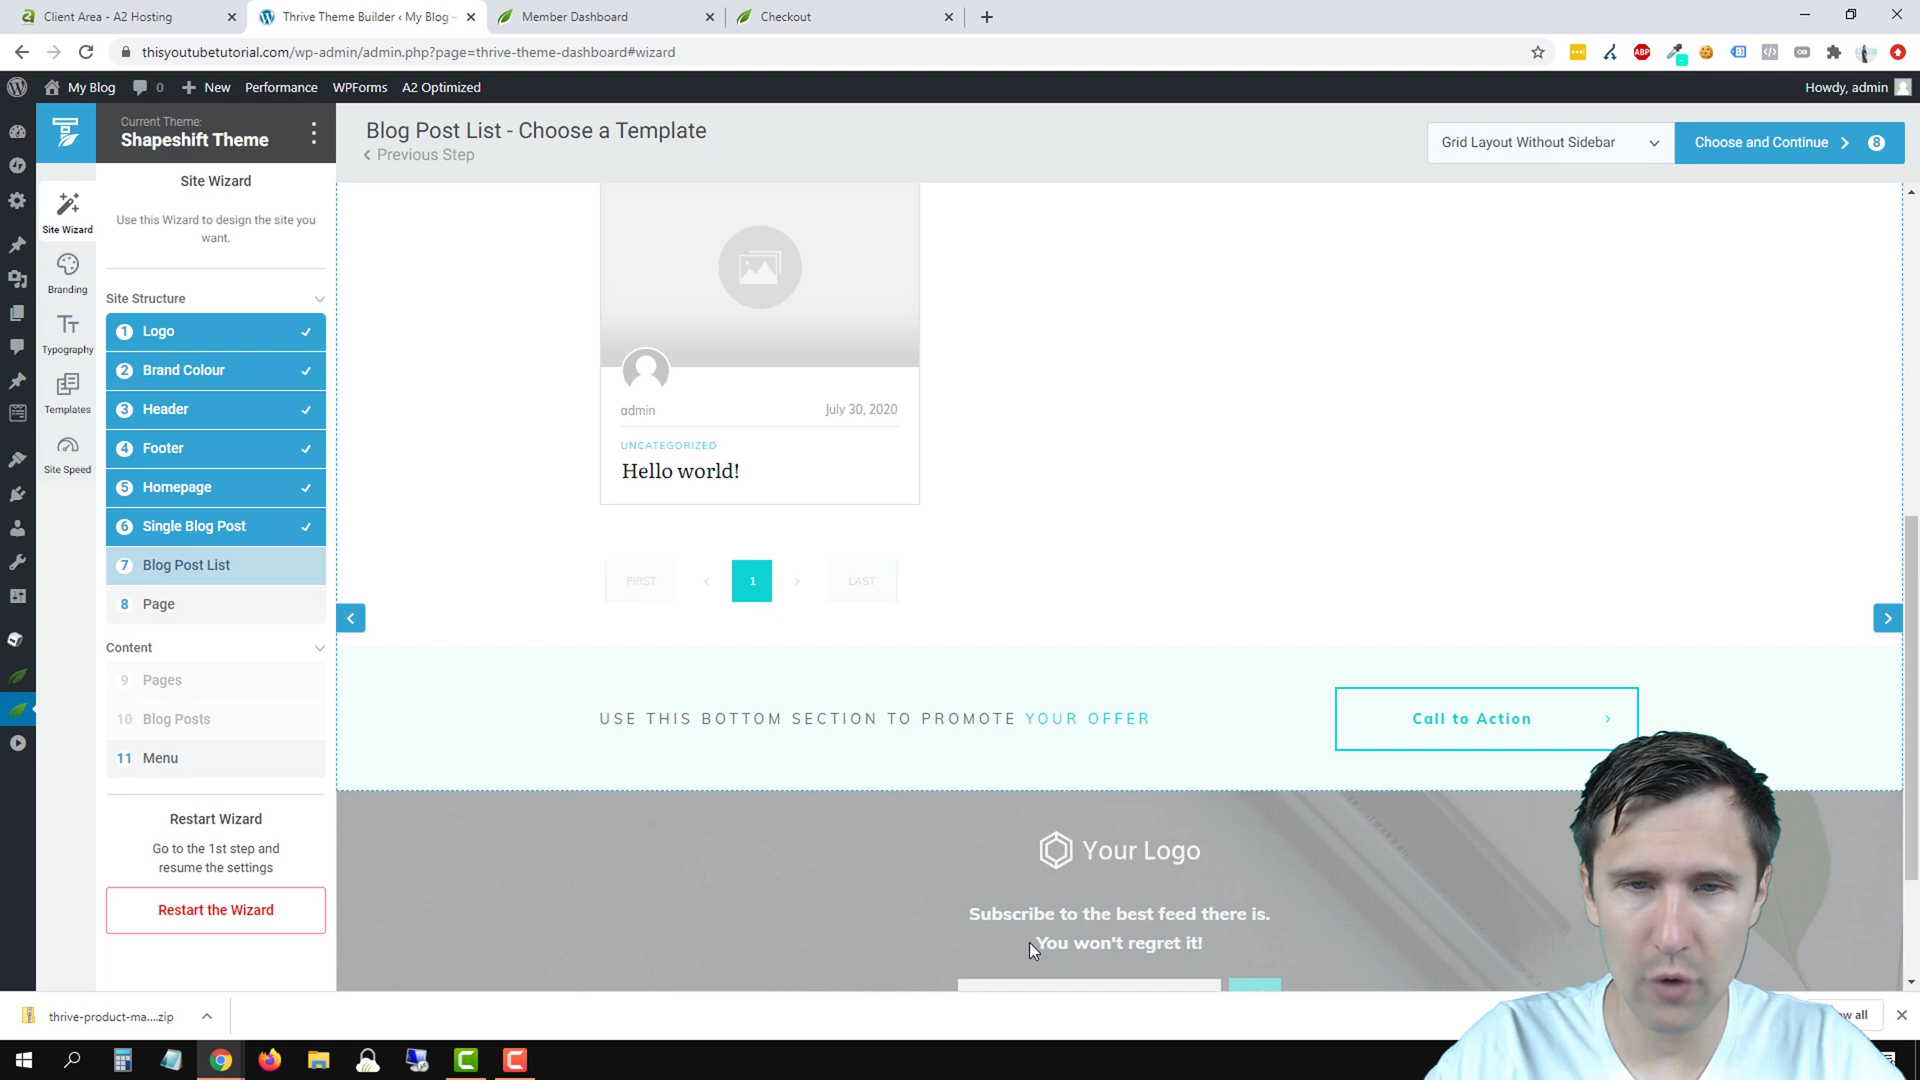 Client Area - A2 Hosting
Thrive Theme Builder ‹ My Blog -
Member Dashboard
Checkout
thisyoutubetutorial.com/wp-admin/admin.php?page=thrive-theme-dashboard#wizard
ABP
My Blog
0
New
Performance
WPForms
A2 Optimized
Howdy, admin
Current Theme:
Shapeshift Theme
Blog Post List - Choose a Template
Previous Step
Grid Layout Without Sidebar
Choose and Continue
8
Site Wizard
Branding
Typography
Templates
Site Speed
Site Wizard
Use this Wizard to design the site you
want.
Site Structure
1 Logo
2 Brand Colour
3 Header
4 Footer
5 Homepage
6 Single Blog Post
7 Blog Post List
8 Page
Content
9 Pages
10 Blog Posts
11 Menu
Restart Wizard
Go to the 1st step and
resume the settings
Restart the Wizard
admin
July 30, 2020
UNCATEGORIZED
Hello world!
FIRST
1
LAST
USE THIS BOTTOM SECTION TO PROMOTE YOUR OFFER
Call to Action
Your Logo
Subscribe to the best feed there is.
You won't regret it!
thrive-product-ma....zip
all